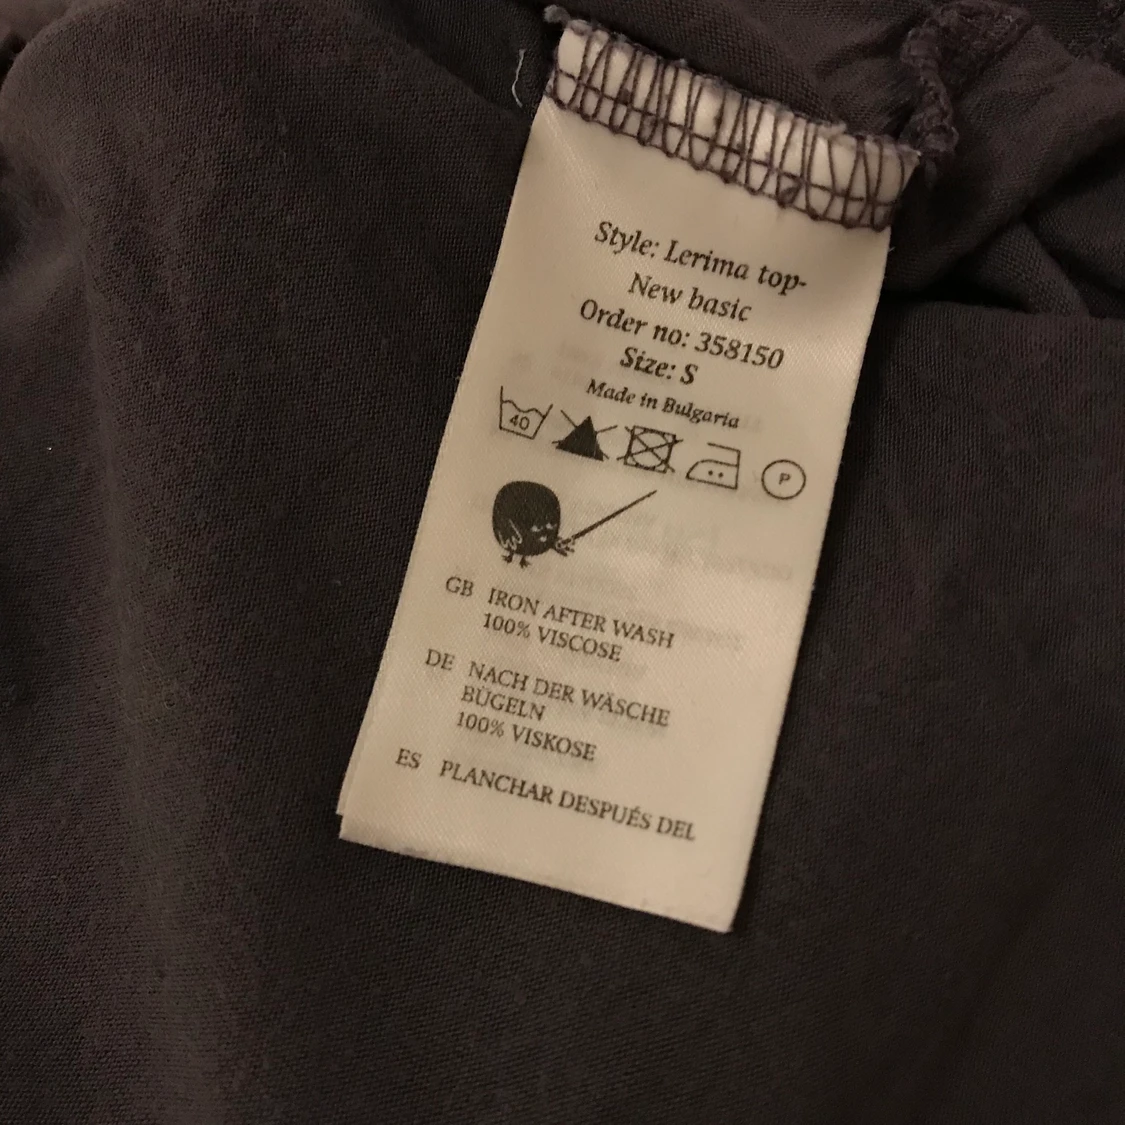 Style: Lerima top-
New basic
Order no: 358150
Size: S
Made in Bulgaria
40
P
GB IRON AFTER WASH
100% VISCOSE
DE NACH DER WÄSCHE
BÜGELN
100% VISKOSE
ES PLANCHAR DESPUÉS DEL